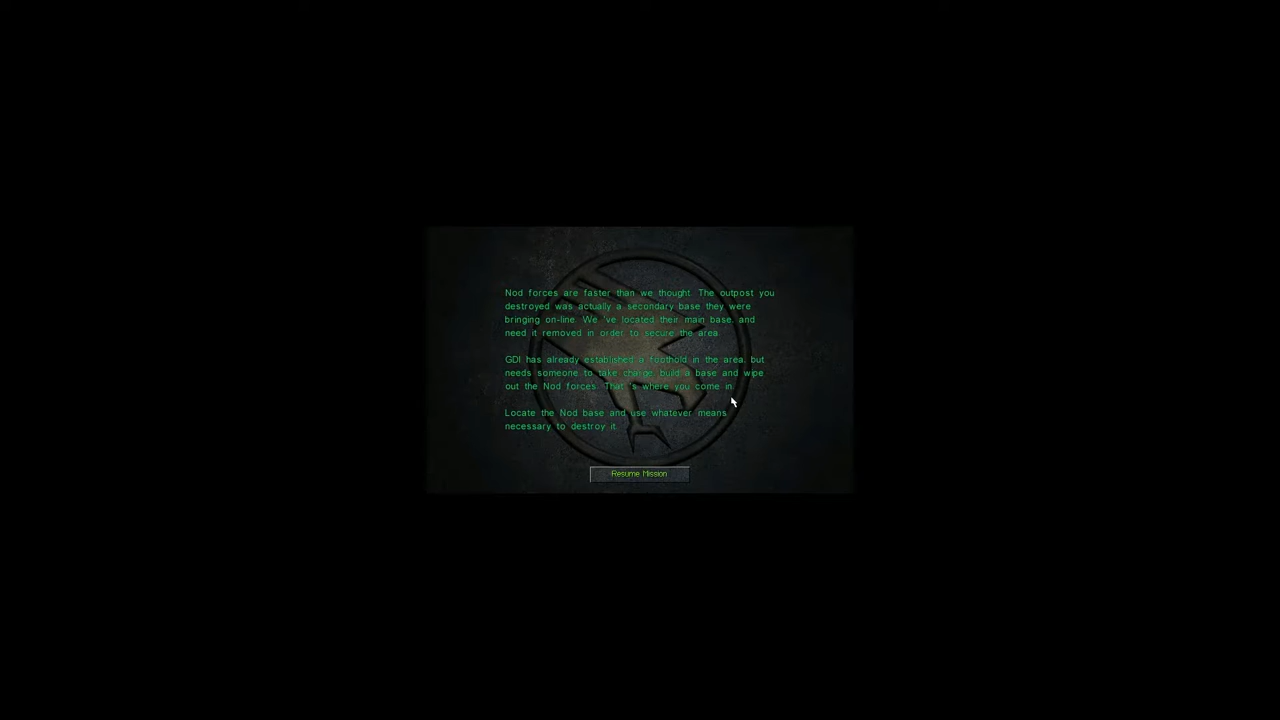 Nod forces are faster than we thought. The outpost you
destroyed was actually a secondary base they were
bringing on-line. We 've located their main base, and
need it removed in order to secure the area.
GDI has already established a foothold in the area, but
needs someone to take charge, build a base and wipe
out the Nod forces. That 's where you come in.
Locate the Nod base and use whatever means
necessary to destroy it.
Resume Mission